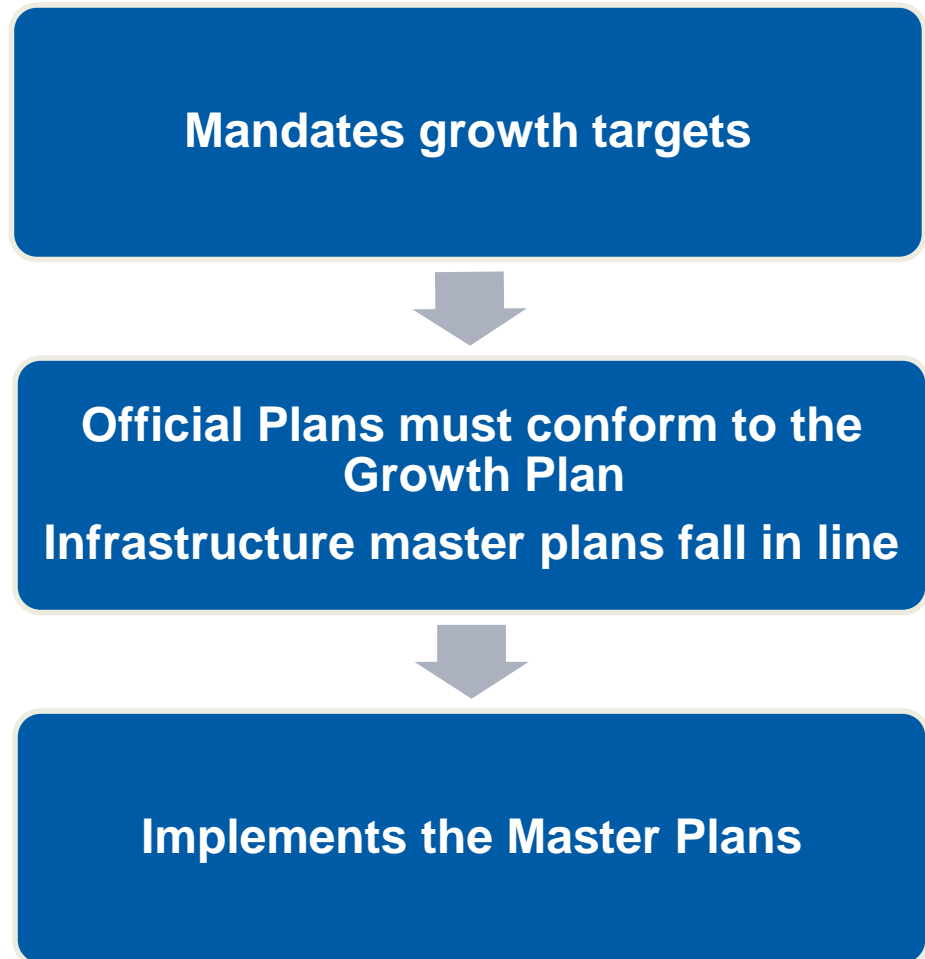 Mandates growth targets
Official Plans must conform to the
Growth Plan
Infrastructure master plans fall in line
Implements the Master Plans